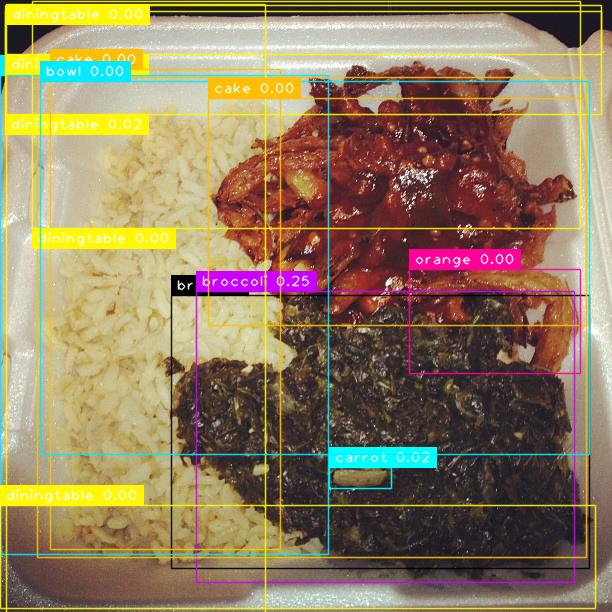 diningtable 0.00
cake 0.00
bowl 0.00
cake 0.00
diningtable 0.02
diningtable 0.00
orange 0.00
broccoli 0.25
carrot 0.02
diningtable 0.00